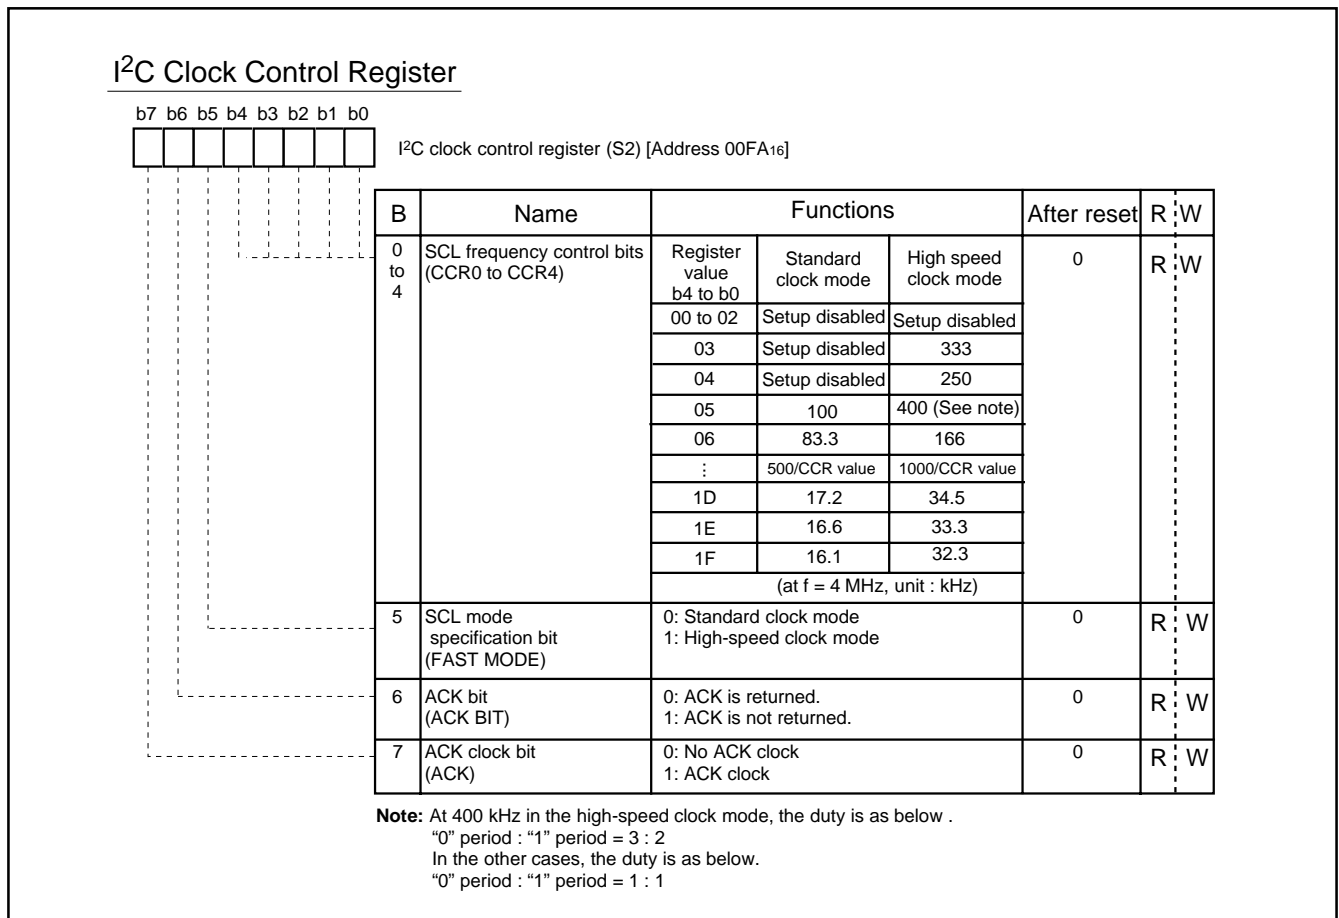 I2C Clock Control Register
b7 b6 b5 b4 b3 b2 b1 b0
I2C clock control register (S2) [Address 00FA16]
B Name Functions After reset R W
0 to 4 SCL frequency control bits (CCR0 to CCR4) Register value b4 to b0 Standard clock mode High speed clock mode 0 R W
00 to 02 Setup disabled Setup disabled
03 Setup disabled 333
04 Setup disabled 250
05 100 400 (See note)
06 83.3 166
⋮ 500/CCR value 1000/CCR value
1D 17.2 34.5
1E 16.6 33.3
1F 16.1 32.3
(at f = 4 MHz, unit : kHz)
5 SCL mode 0: Standard clock mode 0 R W
specification bit 1: High-speed clock mode
(FAST MODE)
6 ACK bit 0: ACK is returned. 0 R W
(ACK BIT) 1: ACK is not returned.
7 ACK clock bit 0: No ACK clock 0 R W
(ACK) 1: ACK clock
Note: At 400 kHz in the high-speed clock mode, the duty is as below .
“0” period : “1” period = 3 : 2
In the other cases, the duty is as below.
“0” period : “1” period = 1 : 1